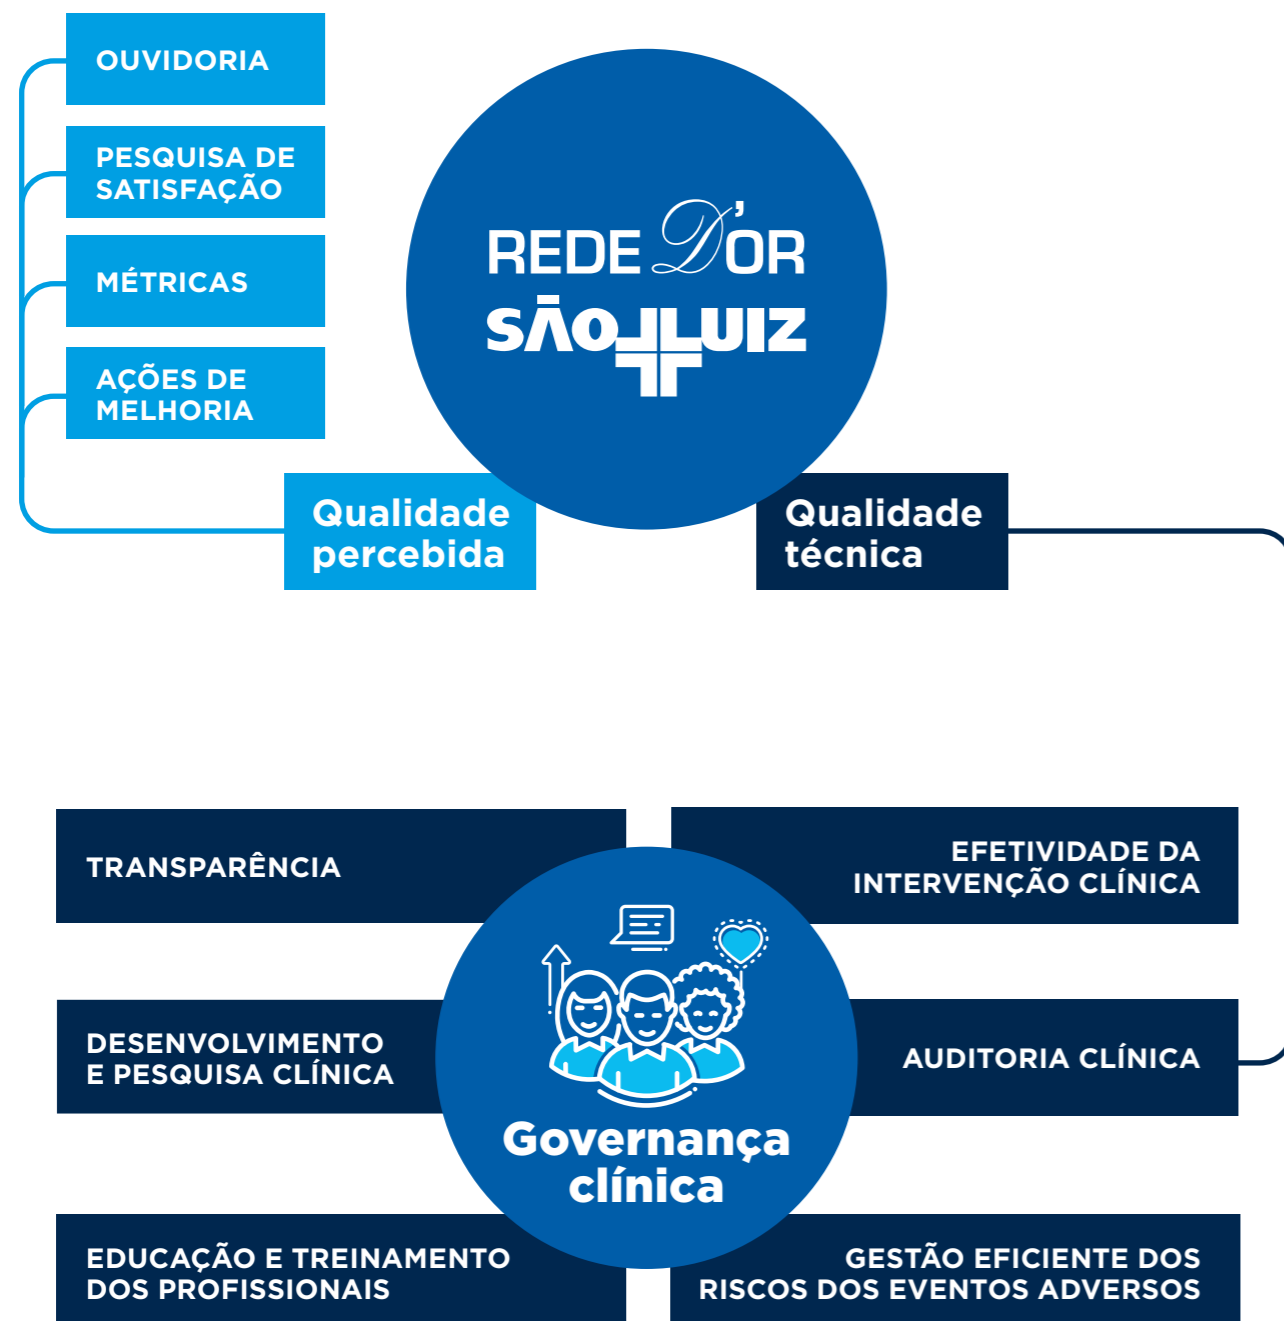 OUVIDORIA
PESQUISA DE
SATISFAÇÃO
MÉTRICAS
AÇÕES DE
MELHORIA
REDE D'OR
SÃO LUIZ
Qualidade
percebida
Qualidade
técnica
TRANSPARÊNCIA
EFETIVIDADE DA
INTERVENÇÃO CLÍNICA
DESENVOLVIMENTO
E PESQUISA CLÍNICA
AUDITORIA CLÍNICA
Governança
clínica
EDUCAÇÃO E TREINAMENTO
DOS PROFISSIONAIS
GESTÃO EFICIENTE DOS
RISCOS DOS EVENTOS ADVERSOS